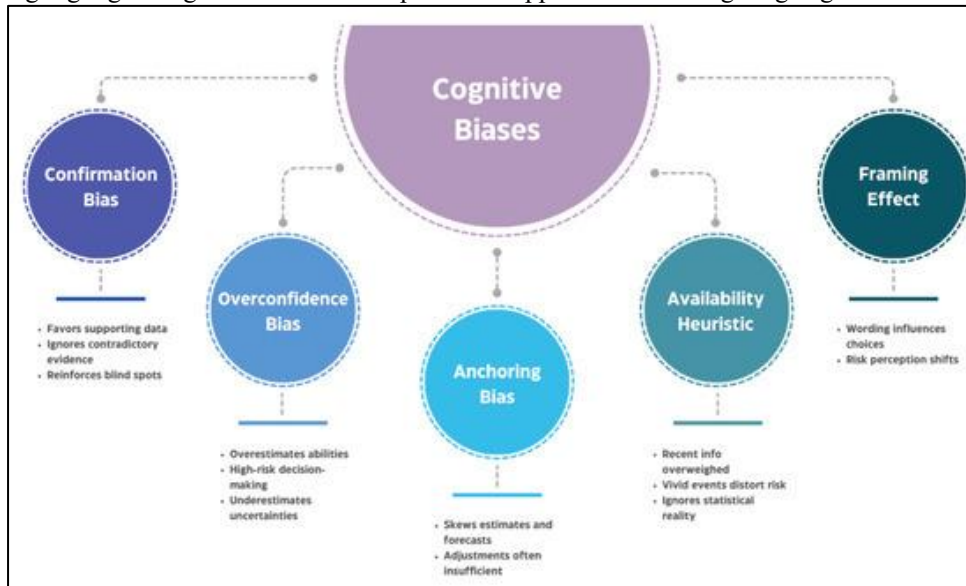 Cognitive
Biases
Confirmation
Bias
• Favors supporting data
• Ignores contradictory
evidence
• Reinforces blind spots
Overconfidence
Bias
• Overestimates abilities
• High-risk decision-
making
• Underestimates
uncertainties
Anchoring
Bias
• Skews estimates and
forecasts
• Adjustments often
insufficient
Availability
Heuristic
• Recent info
overweighed
• Vivid events distort risk
• Ignores statistical
reality
Framing
Effect
• Wording influences
choices
• Risk perception shifts